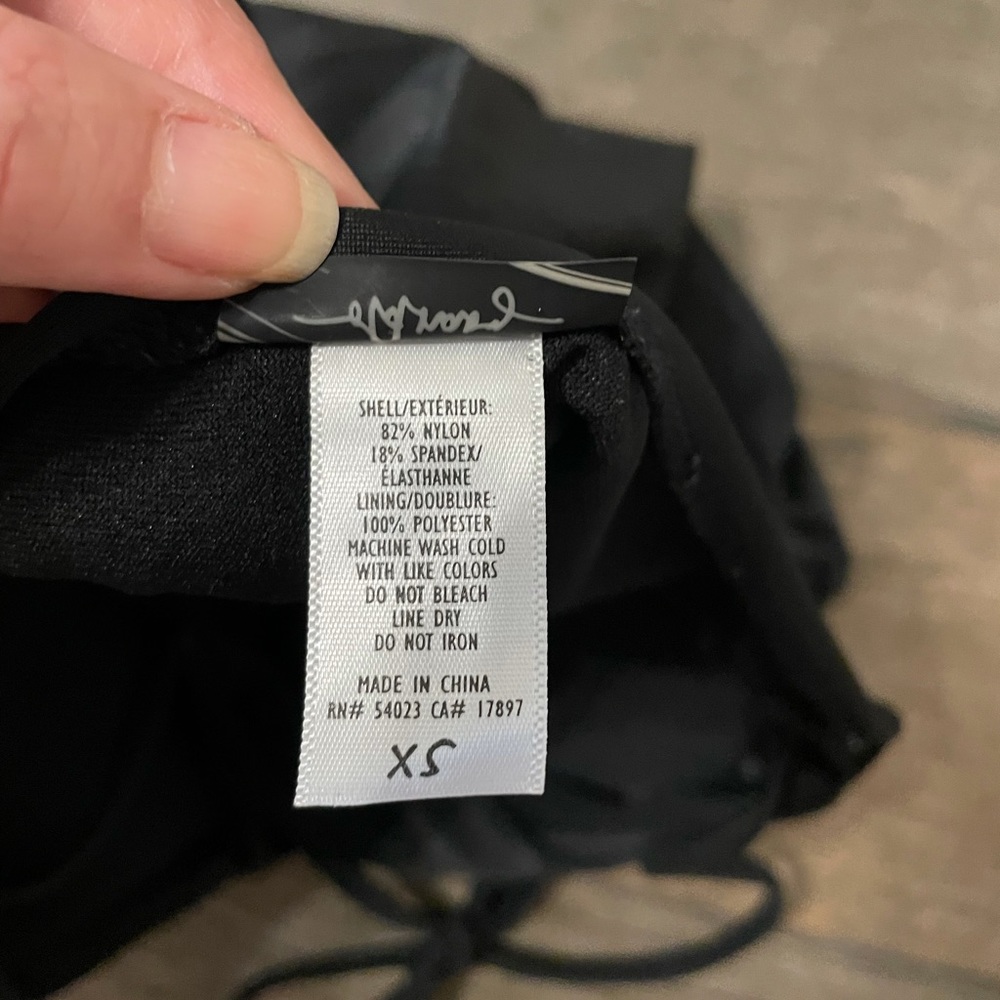 SHELL/EXTÉRIEUR:
82% NYLON
18% SPANDEX/
ÉLASTHANNE
LINING/DOUBLURE:
100% POLYESTER
MACHINE WASH COLD
WITH LIKE COLORS
DO NOT BLEACH
LINE DRY
DO NOT IRON
MADE IN CHINA
RN# 54023 CA# 17897
XS